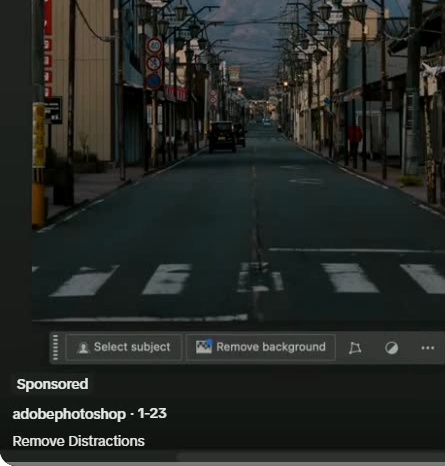 Select subject
Remove background
Sponsored
adobephotoshop · 1-23
Remove Distractions